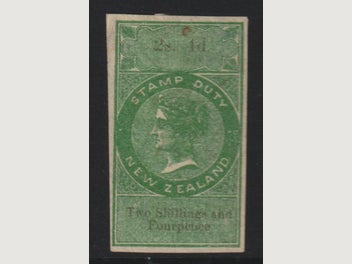 2s. 4d.
STAMP DUTY
NEW ZEALAND
Two Shillings and
Fourpence